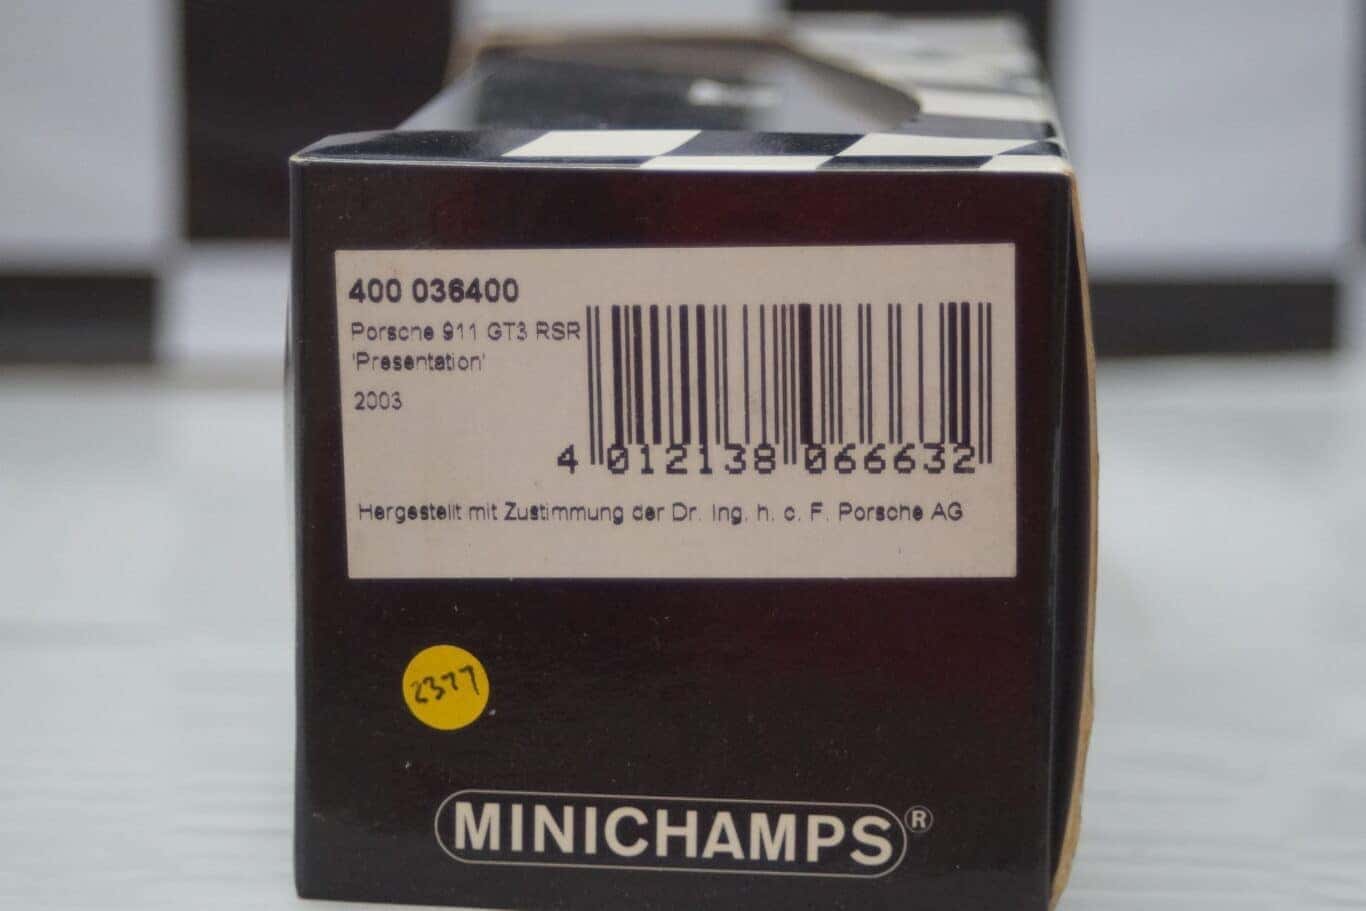 400 036400
Porsche 911 GT3 RSR
'Presentation'
2003
4 012138 066632
Hergestellt mit Zustimmung der Dr. Ing. h. c. F. Porsche AG
2377
MINICHAMPS®